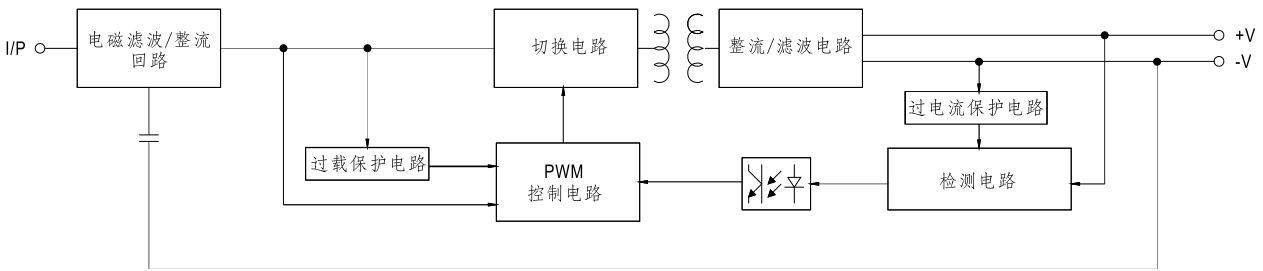 I/P
电磁滤波/整流
回路
切换电路
整流/滤波电路
+V
-V
过电流保护电路
过载保护电路
PWM
控制电路
检测电路